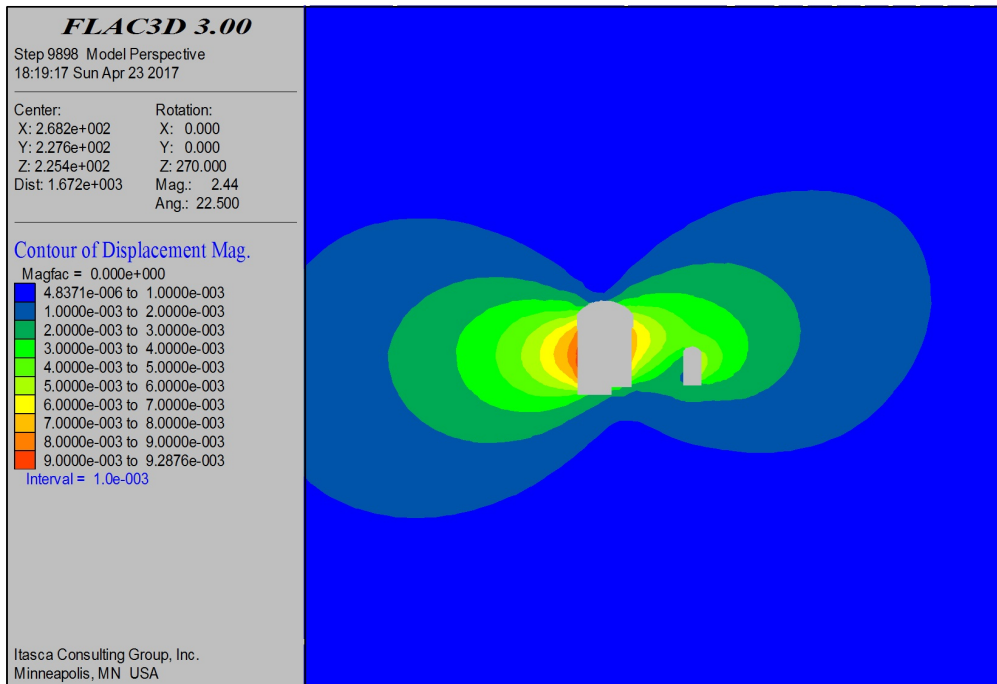 FLAC3D 3.00
Step 9898 Model Perspective
18:19:17 Sun Apr 23 2017
Center: Rotation:
X: 2.682e+002 X: 0.000
Y: 2.276e+002 Y: 0.000
Z: 2.254e+002 Z: 270.000
Dist: 1.672e+003 Mag.: 2.44
Ang.: 22.500
Contour of Displacement Mag.
Magfac = 0.000e+000
4.8371e-006 to 1.0000e-003
1.0000e-003 to 2.0000e-003
2.0000e-003 to 3.0000e-003
3.0000e-003 to 4.0000e-003
4.0000e-003 to 5.0000e-003
5.0000e-003 to 6.0000e-003
6.0000e-003 to 7.0000e-003
7.0000e-003 to 8.0000e-003
8.0000e-003 to 9.0000e-003
9.0000e-003 to 9.2876e-003
Interval = 1.0e-003
Itasca Consulting Group, Inc.
Minneapolis, MN USA